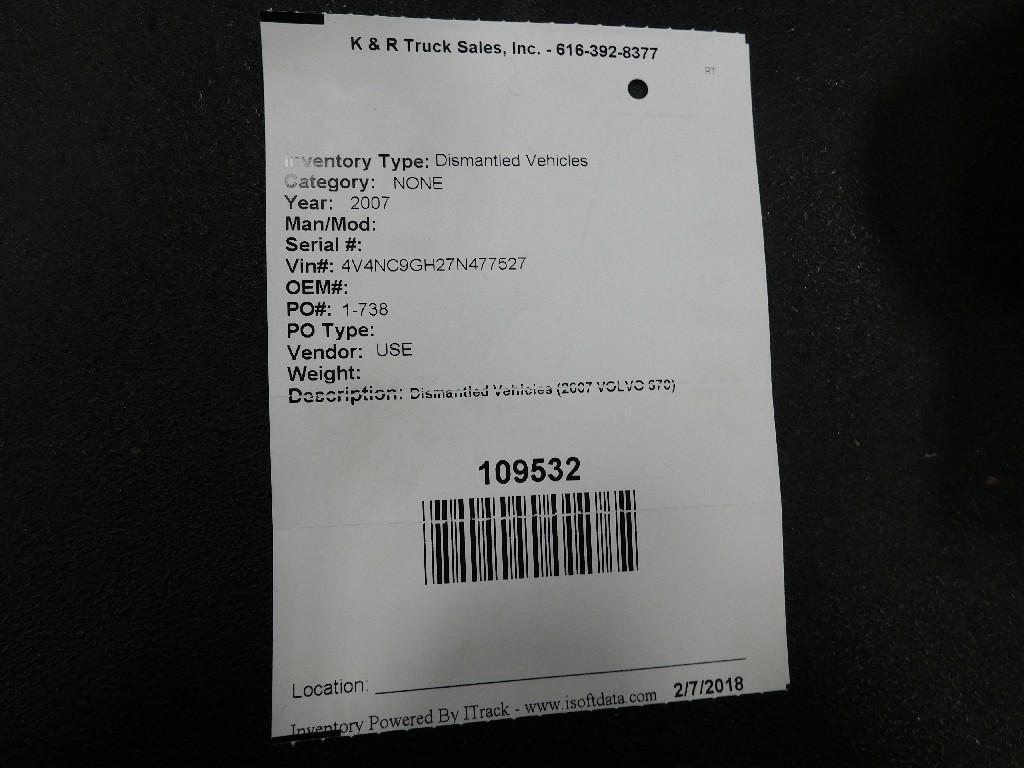 K & R Truck Sales, Inc. - 616-392-8377
RT
Inventory Type: Dismantled Vehicles
Category: NONE
Year: 2007
Man/Mod:
Serial #:
Vin#: 4V4NC9GH27N477527
OEM#:
PO#: 1-738
PO Type:
Vendor: USE
Weight:
Description: Dismantled Vehicles (2007 VOLVO 670)
109532
Location:
Inventory Powered By ITrack - www.isoftdata.com 2/7/2018